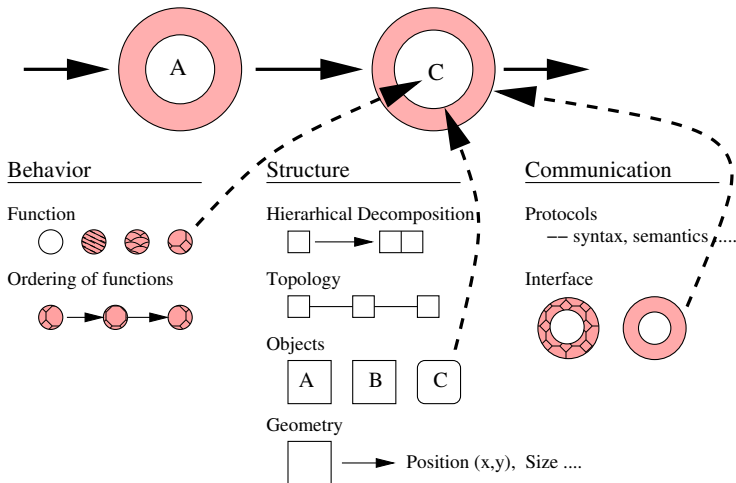 A
C
Behavior
Function
Ordering of functions
Structure
Hierarhical Decomposition
Topology
Objects
A B C
Geometry
Position (x,y), Size ....
Communication
Protocols
-- syntax, semantics ....
Interface